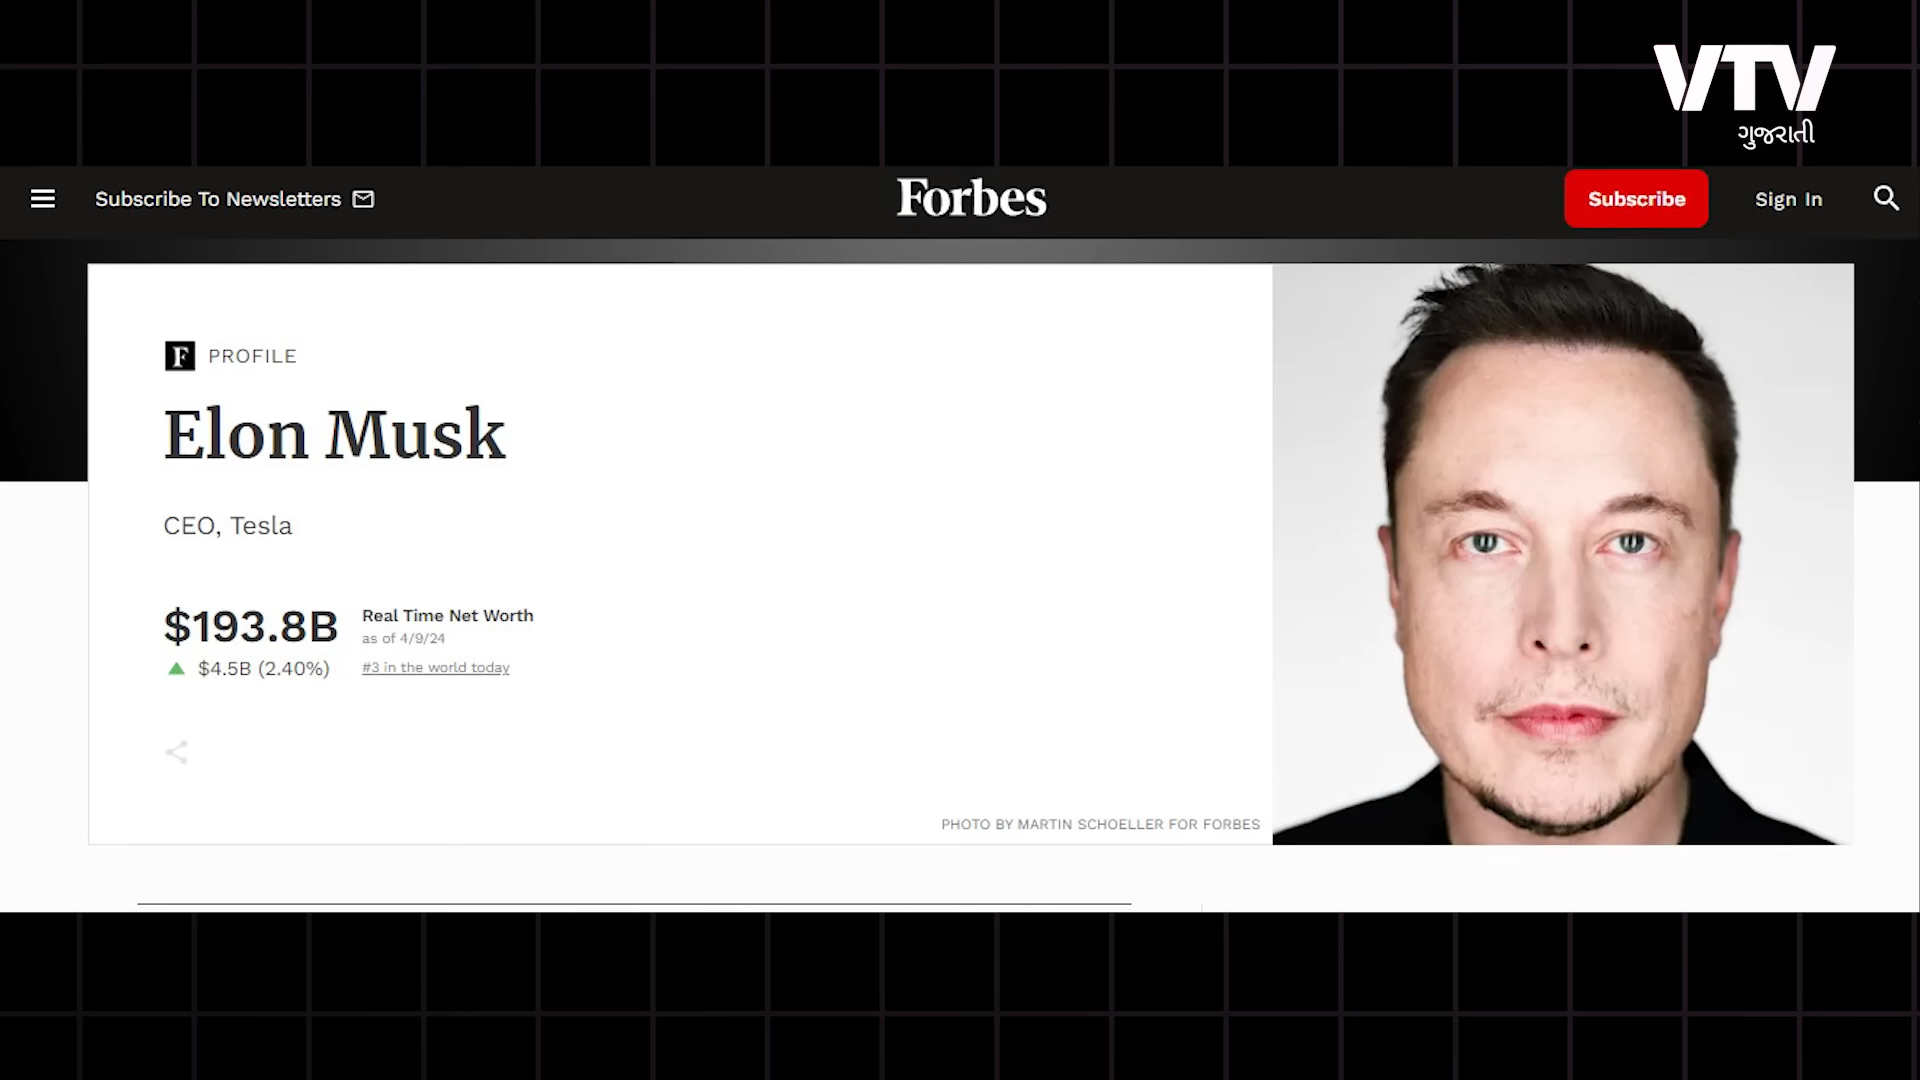 VTV
ગુજરાતી
Subscribe To Newsletters
Forbes
Subscribe
Sign In
F PROFILE
Elon Musk
CEO, Tesla
$193.8B
Real Time Net Worth
as of 4/9/24
$4.5B (2.40%)
#3 in the world today
PHOTO BY MARTIN SCHOELLER FOR FORBES